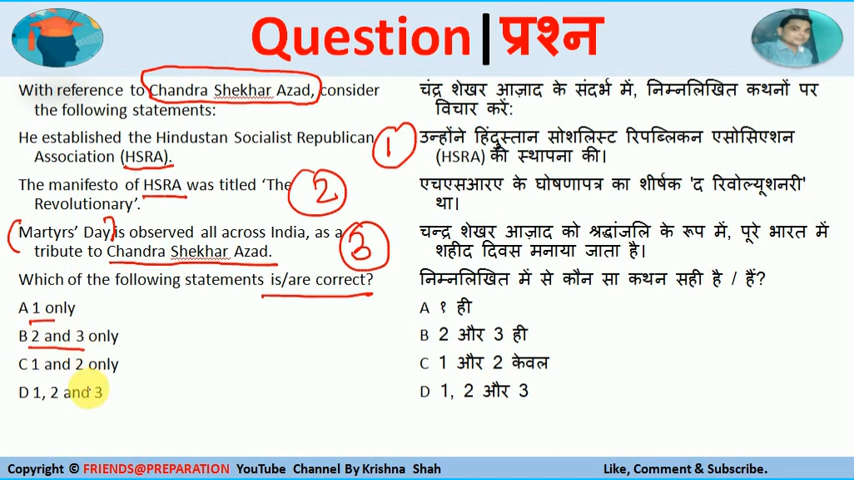 Question|प्रश्न
With reference to Chandra Shekhar Azad, consider
the following statements:
He established the Hindustan Socialist Republican
Association (HSRA).
1
The manifesto of HSRA was titled ‘The
Revolutionary’.
2
Martyrs’ Day is observed all across India, as a
tribute to Chandra Shekhar Azad.
3
Which of the following statements is/are correct?
A 1 only
B 2 and 3 only
C 1 and 2 only
D 1, 2 and 3
चंद्र शेखर आज़ाद के संदर्भ में, निम्नलिखित कथनों पर
विचार करें:
उन्होंने हिंदुस्तान सोशलिस्ट रिपब्लिकन एसोसिएशन
(HSRA) की स्थापना की।
एचएसआरए के घोषणापत्र का शीर्षक 'द रिवोल्यूशनरी'
था।
चन्द्र शेखर आज़ाद को श्रद्धांजलि के रूप में, पूरे भारत में
शहीद दिवस मनाया जाता है।
निम्नलिखित में से कौन सा कथन सही है / हैं?
A १ ही
B 2 और 3 ही
C 1 और 2 केवल
D 1, 2 और 3
Copyright © FRIENDS@PREPARATION YouTube Channel By Krishna Shah
Like, Comment & Subscribe.